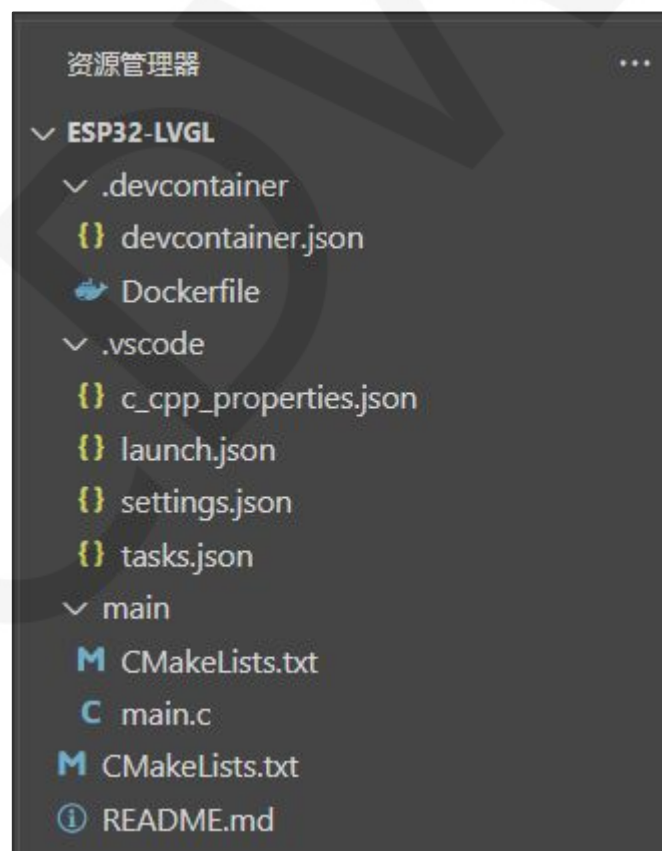 资源管理器
ESP32-LVGL
.devcontainer
devcontainer.json
Dockerfile
.vscode
c_cpp_properties.json
launch.json
settings.json
tasks.json
main
CMakeLists.txt
main.c
CMakeLists.txt
README.md